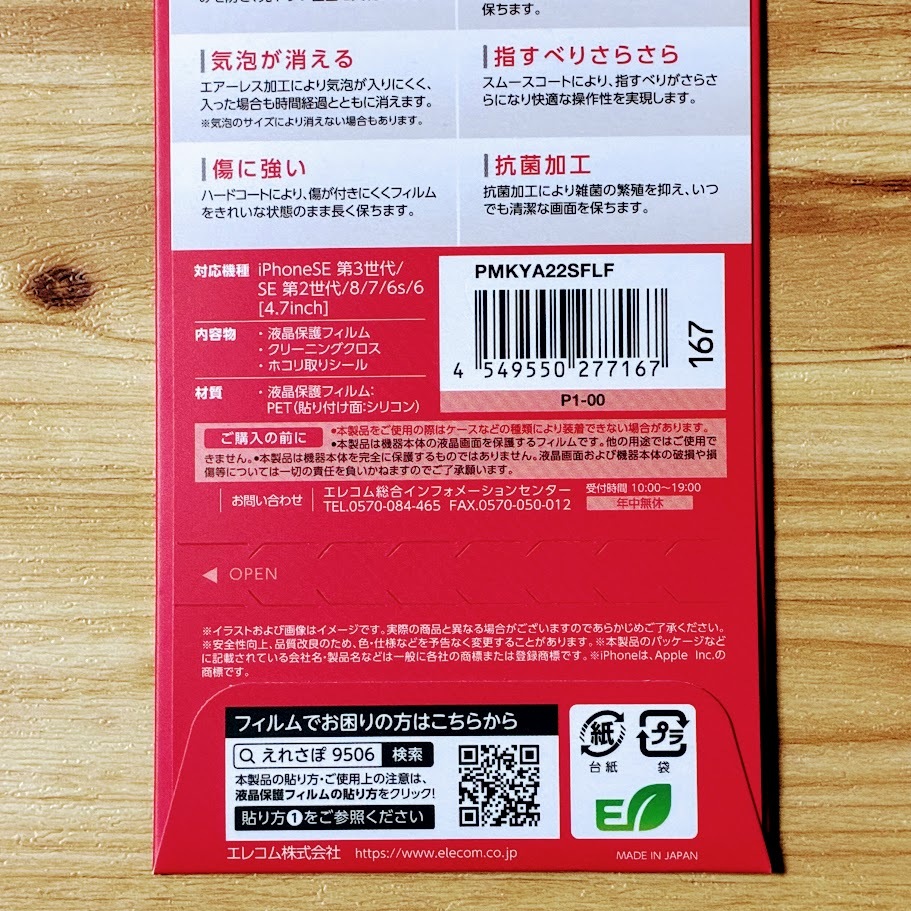 保ちます。
気泡が消える
エアーレス加工により気泡が入りにくく、
入った場合も時間経過とともに消えます。
※気泡のサイズにより消えない場合もあります。
指すべりさらさら
スムースコートにより、指すべりがさらさ
らになり快適な操作性を実現します。
傷に強い
ハードコートにより、傷が付きにくくフィルム
をきれいな状態のまま長く保ちます。
抗菌加工
抗菌加工により雑菌の繁殖を抑え、いつ
でも清潔な画面を保ちます。
対応機種 iPhoneSE 第3世代/
SE 第2世代/8/7/6s/6
[4.7inch]
内容物 ・液晶保護フィルム
・クリーニングクロス
・ホコリ取りシール
材質 ・液晶保護フィルム:
PET(貼り付け面:シリコン)
PMKYA22SFLF
4 549550 277167
167
P1-00
ご購入の前に ●本製品をご使用の際はケースなどの種類により装着できない場合があります。
●本製品は機器本体の液晶画面を保護するフィルムです。他の用途ではご使用で
きません。●本製品は機器本体を完全に保護するものではありません。液晶画面および機器本体の破損や損
傷等については一切の責任を負いかねますのでご了承願います。
お問い合わせ エレコム総合インフォメーションセンター 受付時間 10:00~19:00
TEL.0570-084-465 FAX.0570-050-012 年中無休
OPEN
※イラストおよび画像はイメージです。実際の商品と異なる場合がございますのであらかじめご了承ください。
※安全性向上、品質改良のため、色・仕様などを予告なく変更することがあります。※本製品のパッケージなど
に記載されている会社名・製品名などは一般に各社の商標または登録商標です。※iPhoneは、Apple Inc.の
商標です。
フィルムでお困りの方はこちらから
えれさぽ 9506 検索
本製品の貼り方・ご使用上の注意は、
液晶保護フィルムの貼り方をクリック!
貼り方❶をご参照ください
紙
台紙
プラ
袋
E
エレコム株式会社 https://www.elecom.co.jp
MADE IN JAPAN